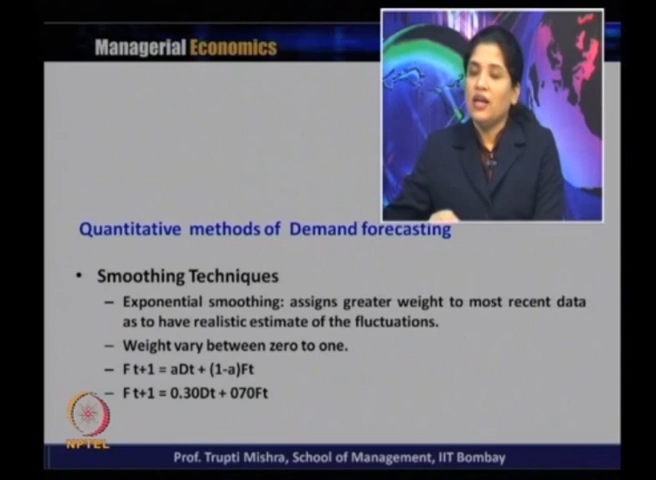 Managerial Economics
Quantitative methods of Demand forecasting
• Smoothing Techniques
– Exponential smoothing: assigns greater weight to most recent data
as to have realistic estimate of the fluctuations.
– Weight vary between zero to one.
– F t+1 = aDt + (1-a)Ft
– F t+1 = 0.30Dt + 070Ft
NPTEL
Prof. Trupti Mishra, School of Management, IIT Bombay